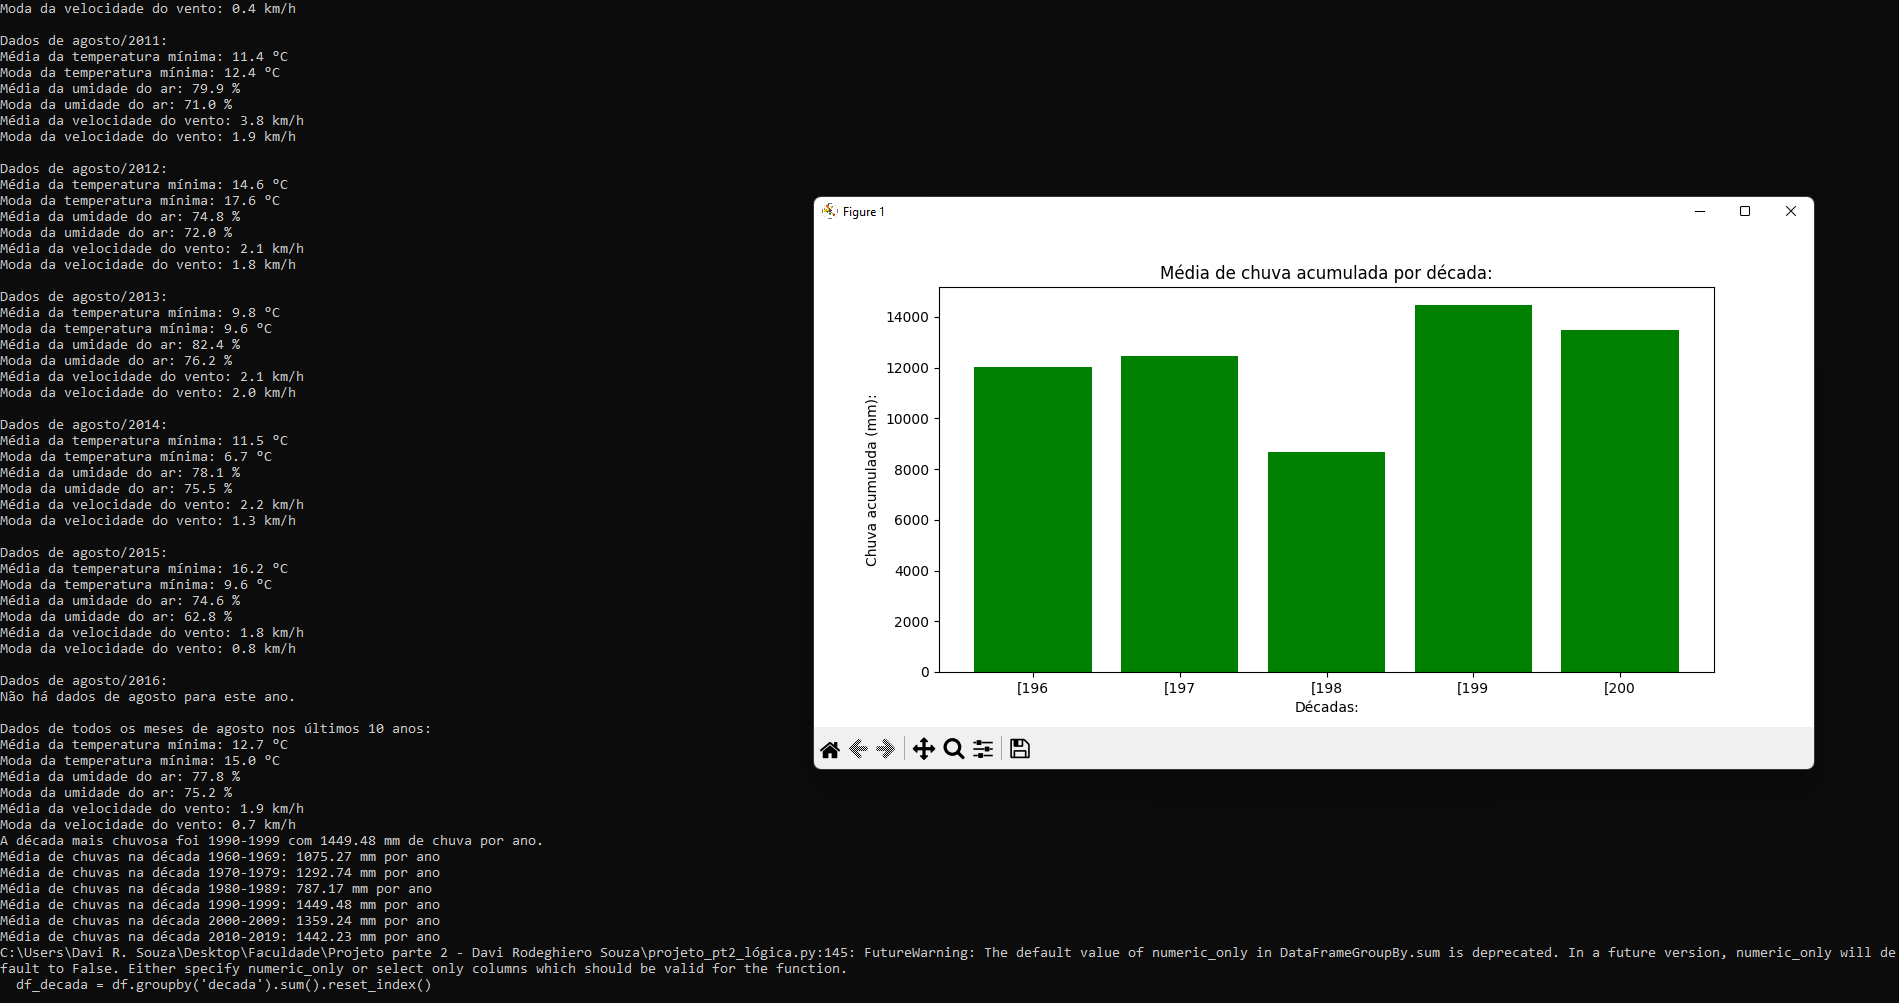 Moda da velocidade do vento: 0.4 km/h
Dados de agosto/2011:
Média da temperatura mínima: 11.4 ºC
Moda da temperatura mínima: 12.4 ºC
Média da umidade do ar: 79.9 %
Moda da umidade do ar: 71.0 %
Média da velocidade do vento: 3.8 km/h
Moda da velocidade do vento: 1.9 km/h
Dados de agosto/2012:
Média da temperatura mínima: 14.6 ºC
Moda da temperatura mínima: 17.6 ºC
Média da umidade do ar: 74.8 %
Moda da umidade do ar: 72.0 %
Média da velocidade do vento: 2.1 km/h
Moda da velocidade do vento: 1.8 km/h
Dados de agosto/2013:
Média da temperatura mínima: 9.8 ºC
Moda da temperatura mínima: 9.6 ºC
Média da umidade do ar: 82.4 %
Moda da umidade do ar: 76.2 %
Média da velocidade do vento: 2.1 km/h
Moda da velocidade do vento: 2.0 km/h
Dados de agosto/2014:
Média da temperatura mínima: 11.5 ºC
Moda da temperatura mínima: 6.7 ºC
Média da umidade do ar: 78.1 %
Moda da umidade do ar: 75.5 %
Média da velocidade do vento: 2.2 km/h
Moda da velocidade do vento: 1.3 km/h
Dados de agosto/2015:
Média da temperatura mínima: 16.2 ºC
Moda da temperatura mínima: 9.6 ºC
Média da umidade do ar: 74.6 %
Moda da umidade do ar: 62.8 %
Média da velocidade do vento: 1.8 km/h
Moda da velocidade do vento: 0.8 km/h
Dados de agosto/2016:
Não há dados de agosto para este ano.
Dados de todos os meses de agosto nos últimos 10 anos:
Média da temperatura mínima: 12.7 ºC
Moda da temperatura mínima: 15.0 ºC
Média da umidade do ar: 77.8 %
Moda da umidade do ar: 75.2 %
Média da velocidade do vento: 1.9 km/h
Moda da velocidade do vento: 0.7 km/h
A década mais chuvosa foi 1990-1999 com 1449.48 mm de chuva por ano.
Média de chuvas na década 1960-1969: 1075.27 mm por ano
Média de chuvas na década 1970-1979: 1292.74 mm por ano
Média de chuvas na década 1980-1989: 787.17 mm por ano
Média de chuvas na década 1990-1999: 1449.48 mm por ano
Média de chuvas na década 2000-2009: 1359.24 mm por ano
Média de chuvas na década 2010-2019: 1442.23 mm por ano
C:\Users\Davi R. Souza\Desktop\Faculdade\Projeto parte 2 - Davi Rodeghiero Souza\projeto_pt2_lógica.py:145: FutureWarning: The default value of numeric_only in DataFrameGroupBy.sum is deprecated. In a future version, numeric_only will de
fault to False. Either specify numeric_only or select only columns which should be valid for the function.
df_decada = df.groupby('decada').sum().reset_index()
Figure 1
Média de chuva acumulada por década:
Chuva acumulada (mm):
14000
12000
10000
8000
6000
4000
2000
0
[196 [197 [198 [199 [200
Décadas: